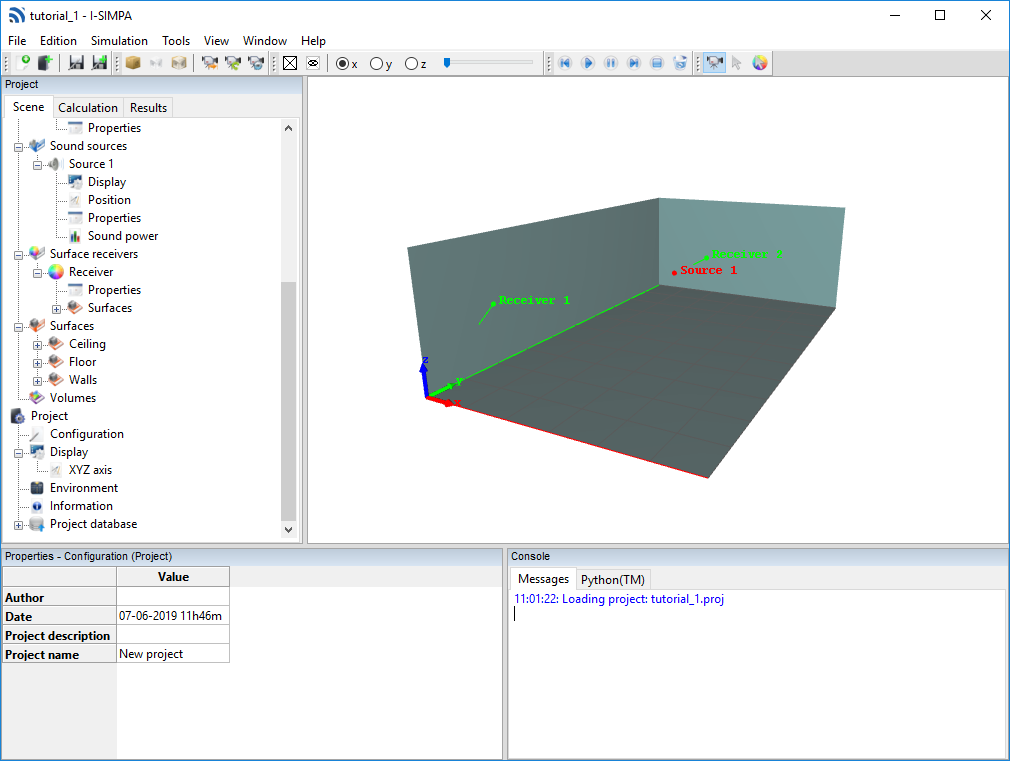 tutorial_1 - I-SIMPA
File Edition Simulation Tools View Window Help
x y z
Project
Scene Calculation Results
Properties
Sound sources
Source 1
Display
Position
Properties
Sound power
Surface receivers
Receiver
Properties
Surfaces
Surfaces
Ceiling
Floor
Walls
Volumes
Project
Configuration
Display
XYZ axis
Environment
Information
Project database
Receiver
Source 1
Receiver 1
z
y
x
Properties - Configuration (Project)
Value
Author
Date 07-06-2019 11h46m
Project description
Project name New project
Console
Messages Python(TM)
11:01:22: Loading project: tutorial_1.proj